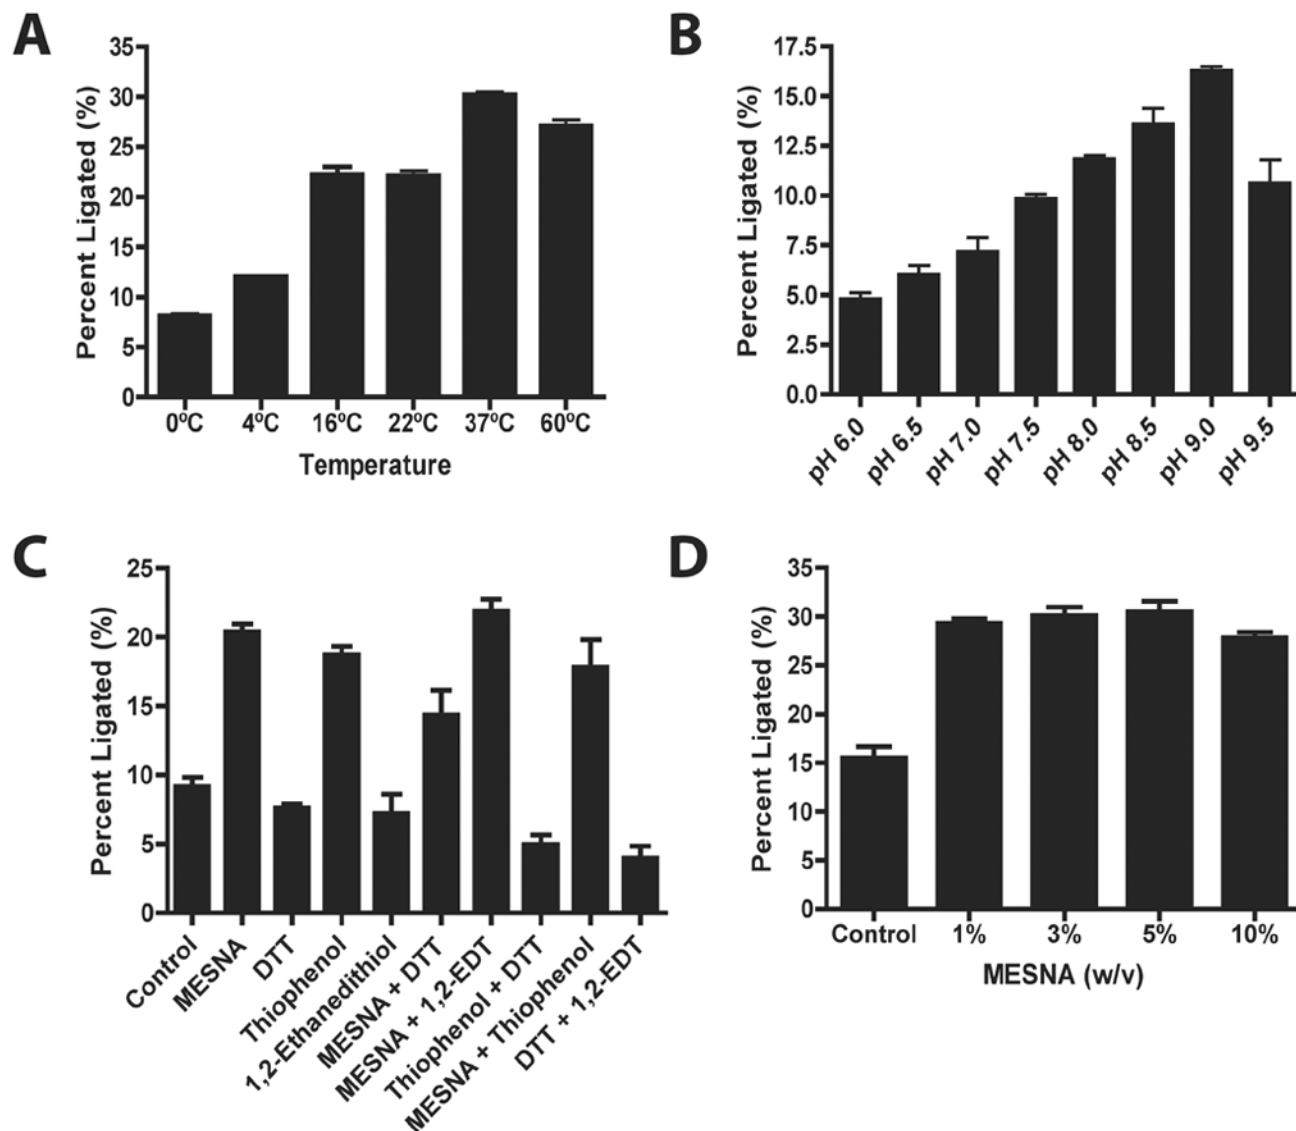 A
Percent Ligated (%)
35
30
25
20
15
10
5
0
0ºC 4ºC 16ºC 22ºC 37ºC 60ºC
Temperature
B
Percent Ligated (%)
17.5
15.0
12.5
10.0
7.5
5.0
2.5
0.0
pH 6.0
pH 6.5
pH 7.0
pH 7.5
pH 8.0
pH 8.5
pH 9.0
pH 9.5
C
Percent Ligated (%)
25
20
15
10
5
0
Control
MESNA
DTT
Thiophenol
1,2-Ethanedithiol
MESNA + DTT
MESNA + 1,2-EDT
Thiophenol + DTT
MESNA + Thiophenol
DTT + 1,2-EDT
D
Percent Ligated (%)
35
30
25
20
15
10
5
0
Control 1% 3% 5% 10%
MESNA (w/v)